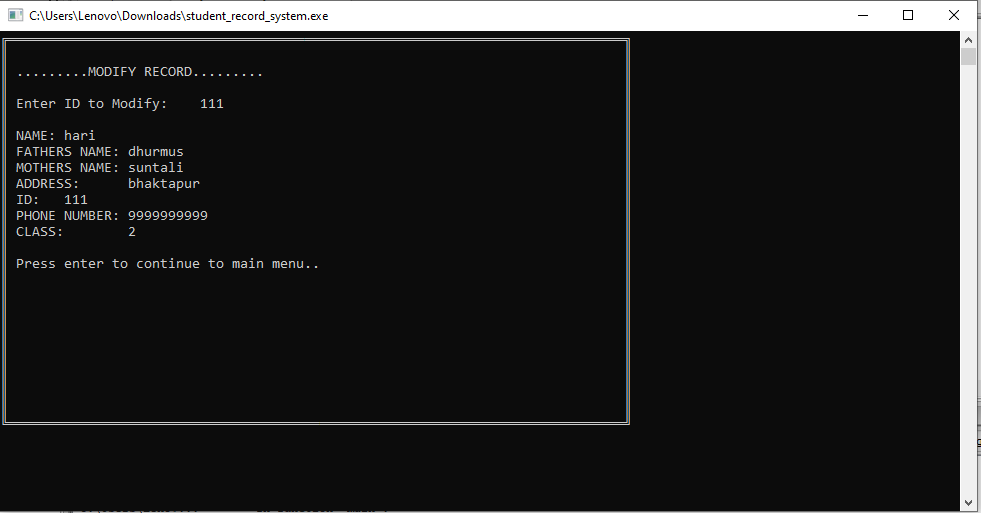 C:\Users\Lenovo\Downloads\student_record_system.exe
.........MODIFY RECORD.........
Enter ID to Modify:    111
NAME: hari
FATHERS NAME: dhurmus
MOTHERS NAME: suntali
ADDRESS:      bhaktapur
ID:   111
PHONE NUMBER: 9999999999
CLASS:        2
Press enter to continue to main menu..